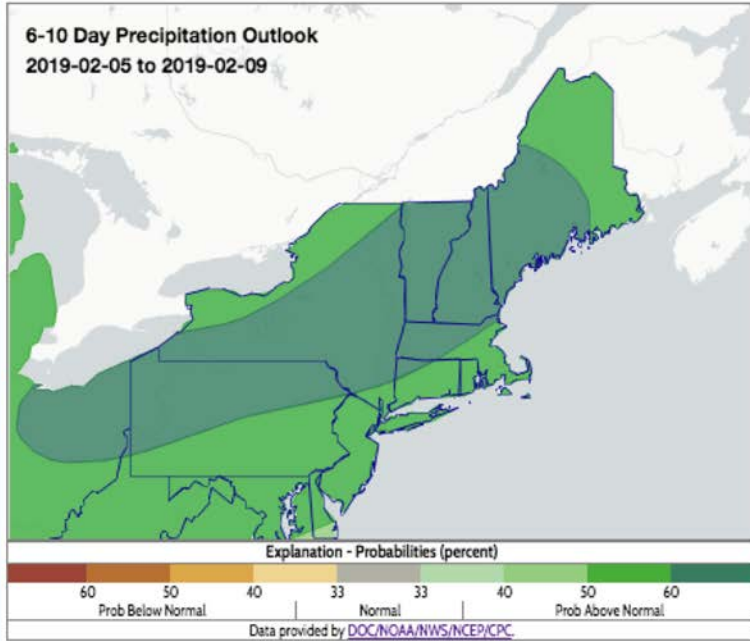 6-10 Day Precipitation Outlook
2019-02-05 to 2019-02-09
Explanation - Probabilities (percent)
60 50 40 33 33 40 50 60
Prob Below Normal | Normal | Prob Above Normal
Data provided by DOC/NOAA/NWS/NCEP/CPC.